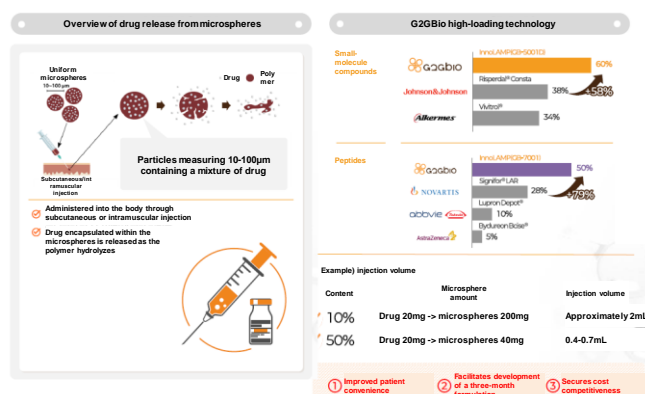 Overview of drug release from microspheres
Uniform
microspheres
10~100μm
Drug
Poly
mer
Subcutaneous/int
ramuscular
injection
Particles measuring 10-100μm
containing a mixture of drug
Administered into the body through
subcutaneous or intramuscular injection
Drug encapsulated within the
microspheres is released as the
polymer hydrolyzes
G2GBio high-loading technology
Small-
molecule
compounds
G2GBIO
60%
Risperdal® Consta
Johnson&Johnson
38%
+58%
Vivitrol®
Alkermes
34%
Peptides
G2GBIO
50%
Signifor® LAR
NOVARTIS
28%
+79%
Lupron Depot®
abbvie
10%
Bydureon Bcise®
AstraZeneca
5%
Example) injection volume
Content
Microsphere
amount
Injection volume
10%
Drug 20mg -> microspheres 200mg
Approximately 2mL
50%
Drug 20mg -> microspheres 40mg
0.4-0.7mL
1 Improved patient
convenience
2 Facilitates development
of a three-month
formulation
3 Secures cost
competitiveness